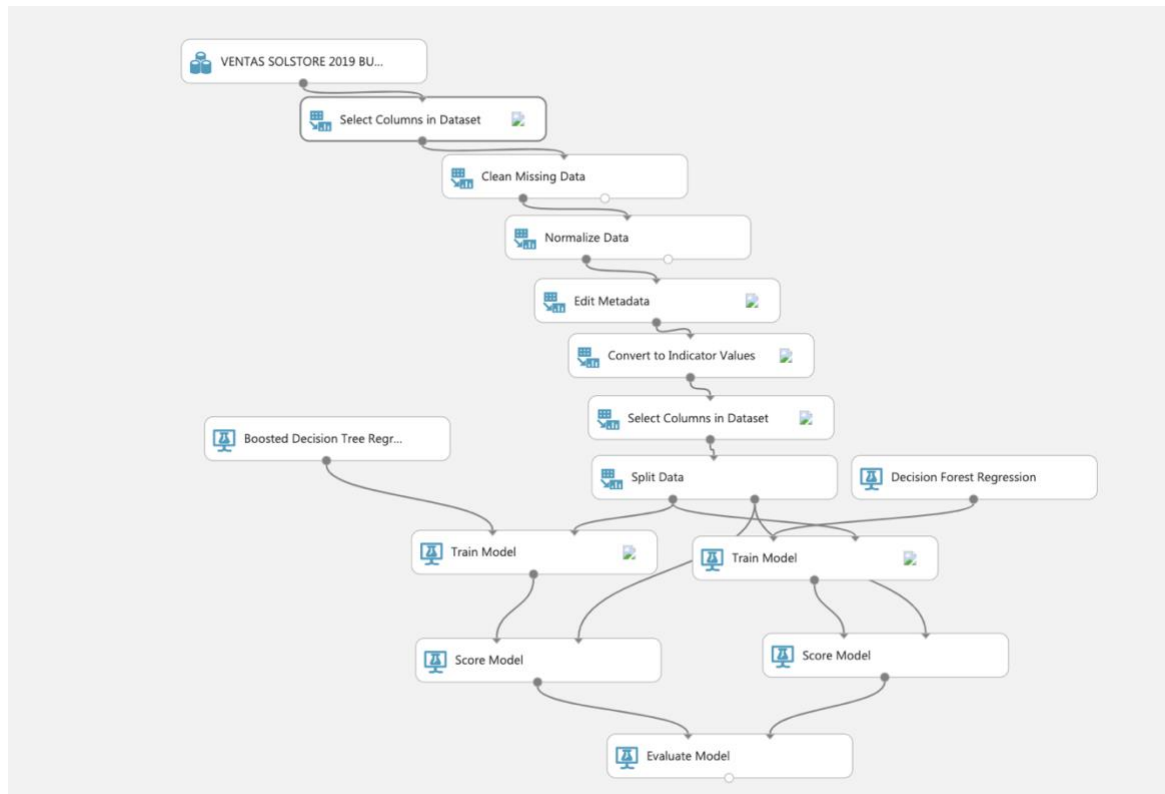 VENTAS SOLSTORE 2019 BU...
Select Columns in Dataset
Clean Missing Data
Normalize Data
Edit Metadata
Convert to Indicator Values
Select Columns in Dataset
Boosted Decision Tree Regr...
Split Data
Decision Forest Regression
Train Model
Train Model
Score Model
Score Model
Evaluate Model